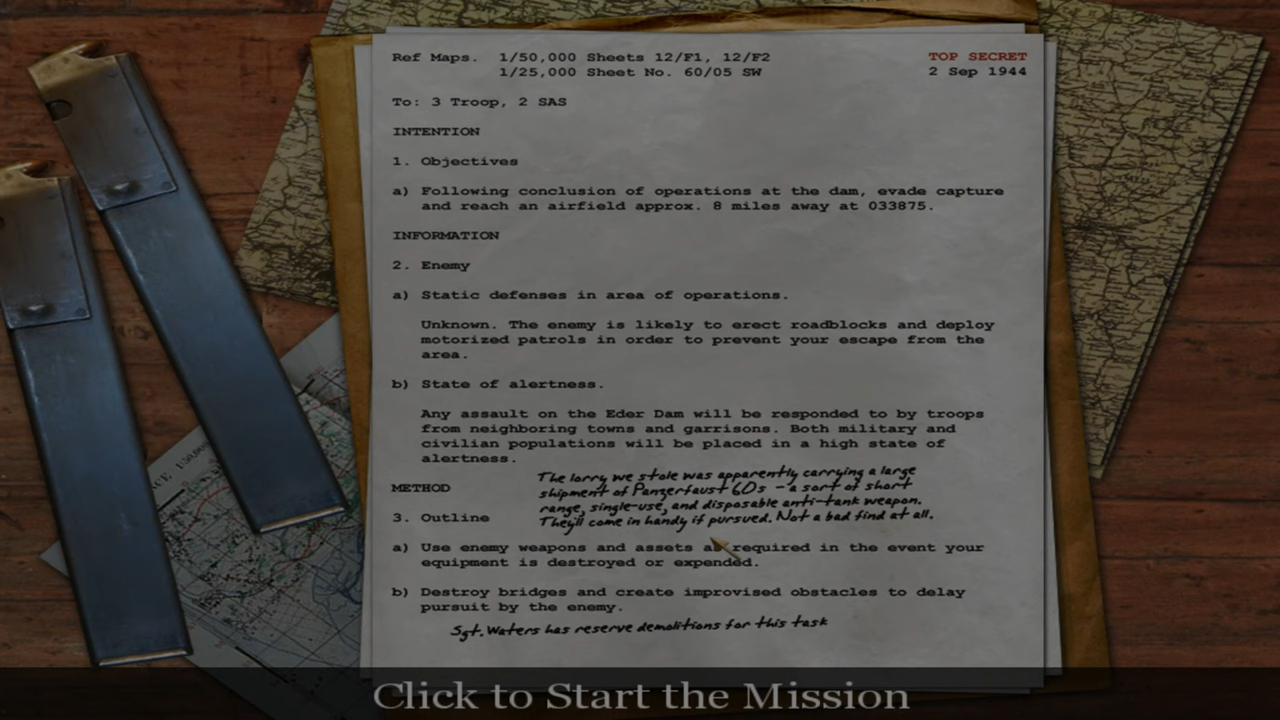 Ref Maps. 1/50,000 Sheets 12/F1, 12/F2
TOP SECRET
1/25,000 Sheet No. 60/05 SW
2 Sep 1944
To: 3 Troop, 2 SAS
INTENTION
1. Objectives
a) Following conclusion of operations at the dam, evade capture
and reach an airfield approx. 8 miles away at 033875.
INFORMATION
2. Enemy
a) Static defenses in area of operations.
Unknown. The enemy is likely to erect roadblocks and deploy
motorized patrols in order to prevent your escape from the
area.
b) State of alertness.
Any assault on the Eder Dam will be responded to by troops
from neighboring towns and garrisons. Both military and
civilian populations will be placed in a high state of
alertness.
The lorry we stole was apparently carrying a large
shipment of Panzerfaust 60s - a sort of short
range, single-use, and disposable anti-tank weapon.
They'll come in handy if pursued. Not a bad find at all.
METHOD
3. Outline
a) Use enemy weapons and assets as required in the event your
equipment is destroyed or expended.
b) Destroy bridges and create improvised obstacles to delay
pursuit by the enemy.
Sgt. Waters has reserve demolitions for this task
Click to Start the Mission